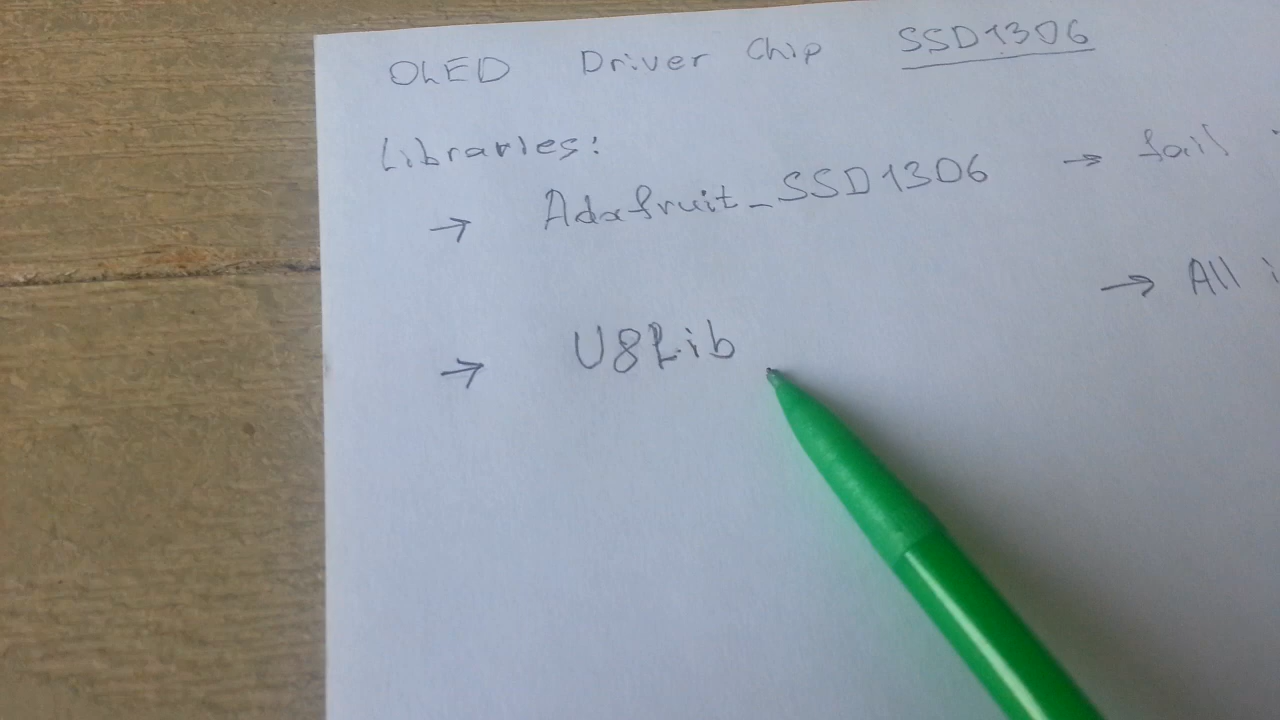 OLED Driver Chip SSD1306
Libraries:
→ Adafruit_SSD1306 → fail
→ U8Lib → All